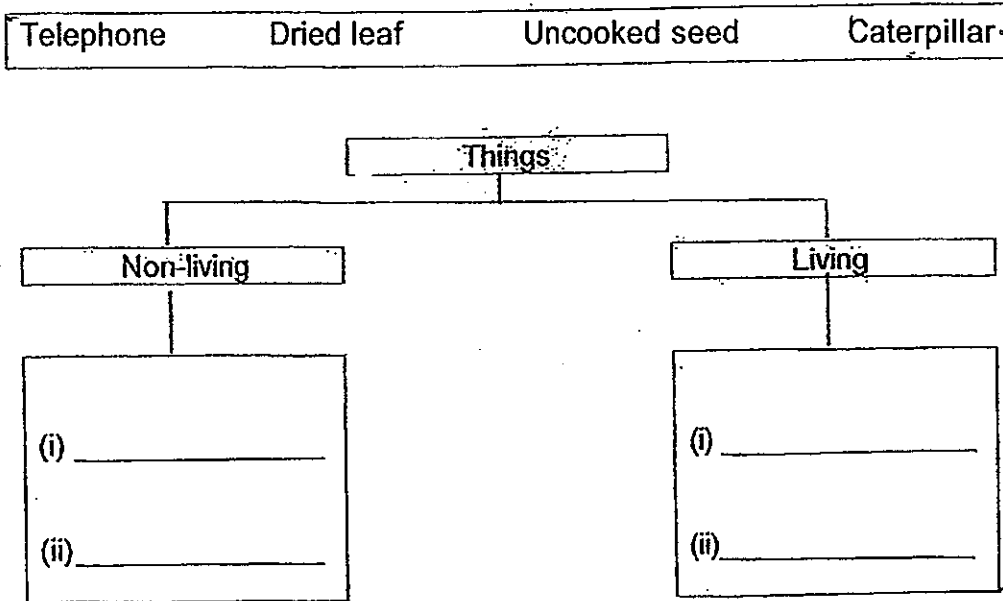 Telephone Dried leaf Uncooked seed Caterpillar
Things
Non-living Living
(i) (i)
(ii) (ii)